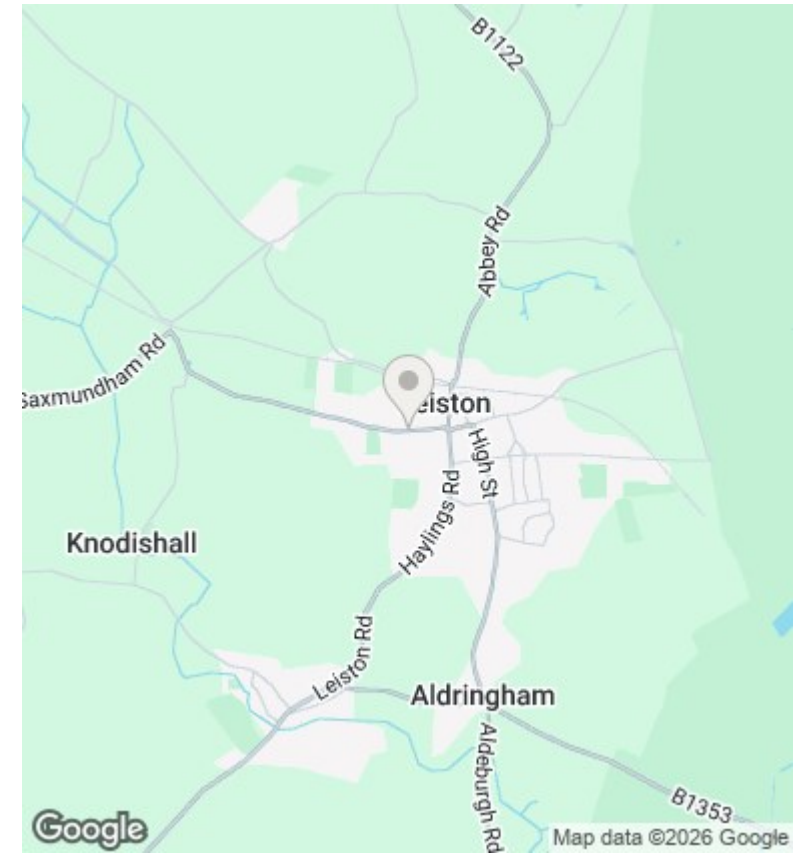 B1122
Abbey Rd
Saxmundham Rd
eiston
High St
Haylings Rd
Knodishall
Leiston Rd
Aldringham
Aldeburgh Rd
B1353
Google
Map data ©2026 Google